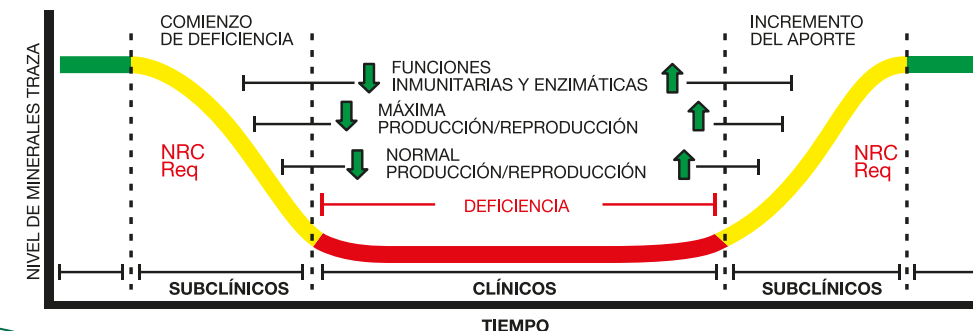 COMIENZO
DE DEFICIENCIA
INCREMENTO
DEL APORTE
FUNCIONES
INMUNITARIAS Y ENZIMÁTICAS
MÁXIMA
PRODUCCIÓN/REPRODUCCIÓN
NORMAL
PRODUCCIÓN/REPRODUCCIÓN
NRC
Req
NRC
Req
DEFICIENCIA
NIVEL DE MINERALES TRAZA
SUBCLÍNICOS
CLÍNICOS
SUBCLÍNICOS
TIEMPO